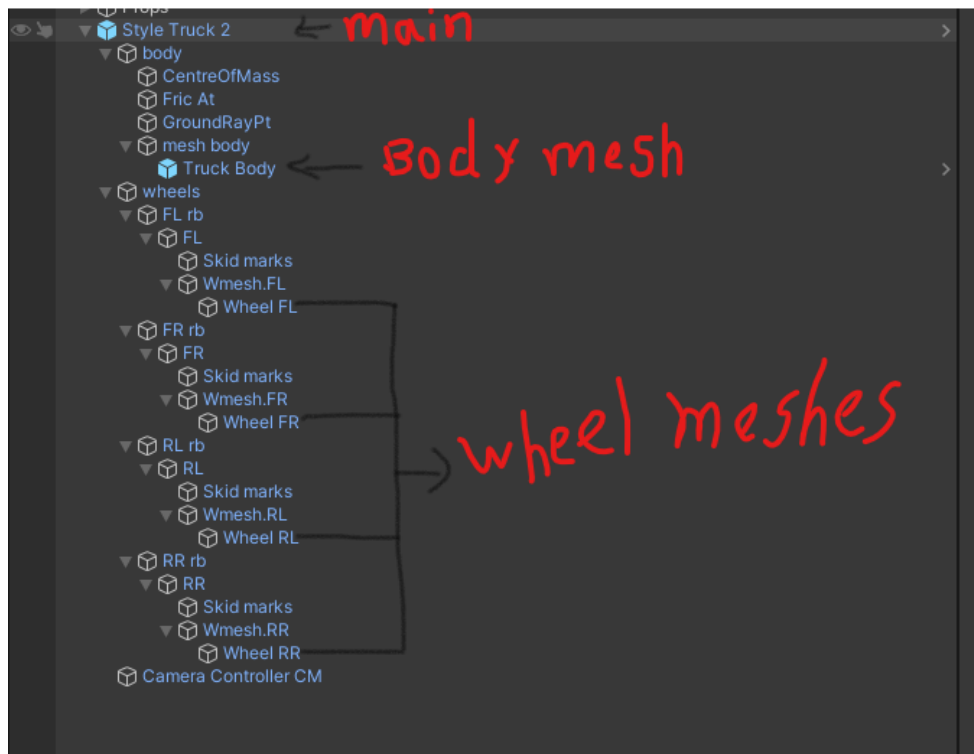 Props
Style Truck 2 main
body
CentreOfMass
Fric At
GroundRayPt
mesh body
Truck Body Body mesh
wheels
FL rb
FL
Skid marks
Wmesh.FL
Wheel FL
FR rb
FR
Skid marks
Wmesh.FR
Wheel FR
wheel meshes
RL rb
RL
Skid marks
Wmesh.RL
Wheel RL
RR rb
RR
Skid marks
Wmesh.RR
Wheel RR
Camera Controller CM